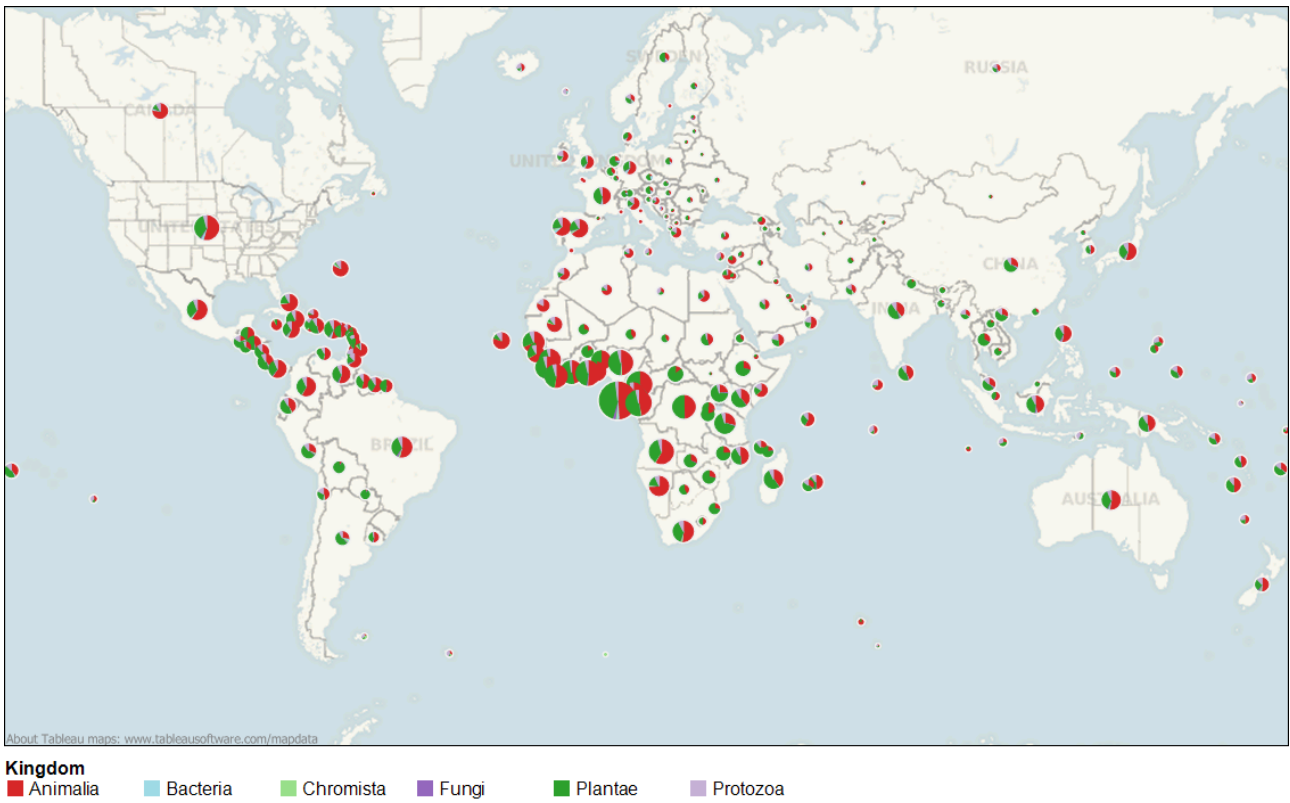 SWEDEN
RUSSIA
CANADA
UNITED KINGDOM
UNITED STATES
CHINA
INDIA
BRAZIL
AUSTRALIA
About Tableau maps: www.tableausoftware.com/mapdata
Kingdom
Animalia Bacteria Chromista Fungi Plantae Protozoa